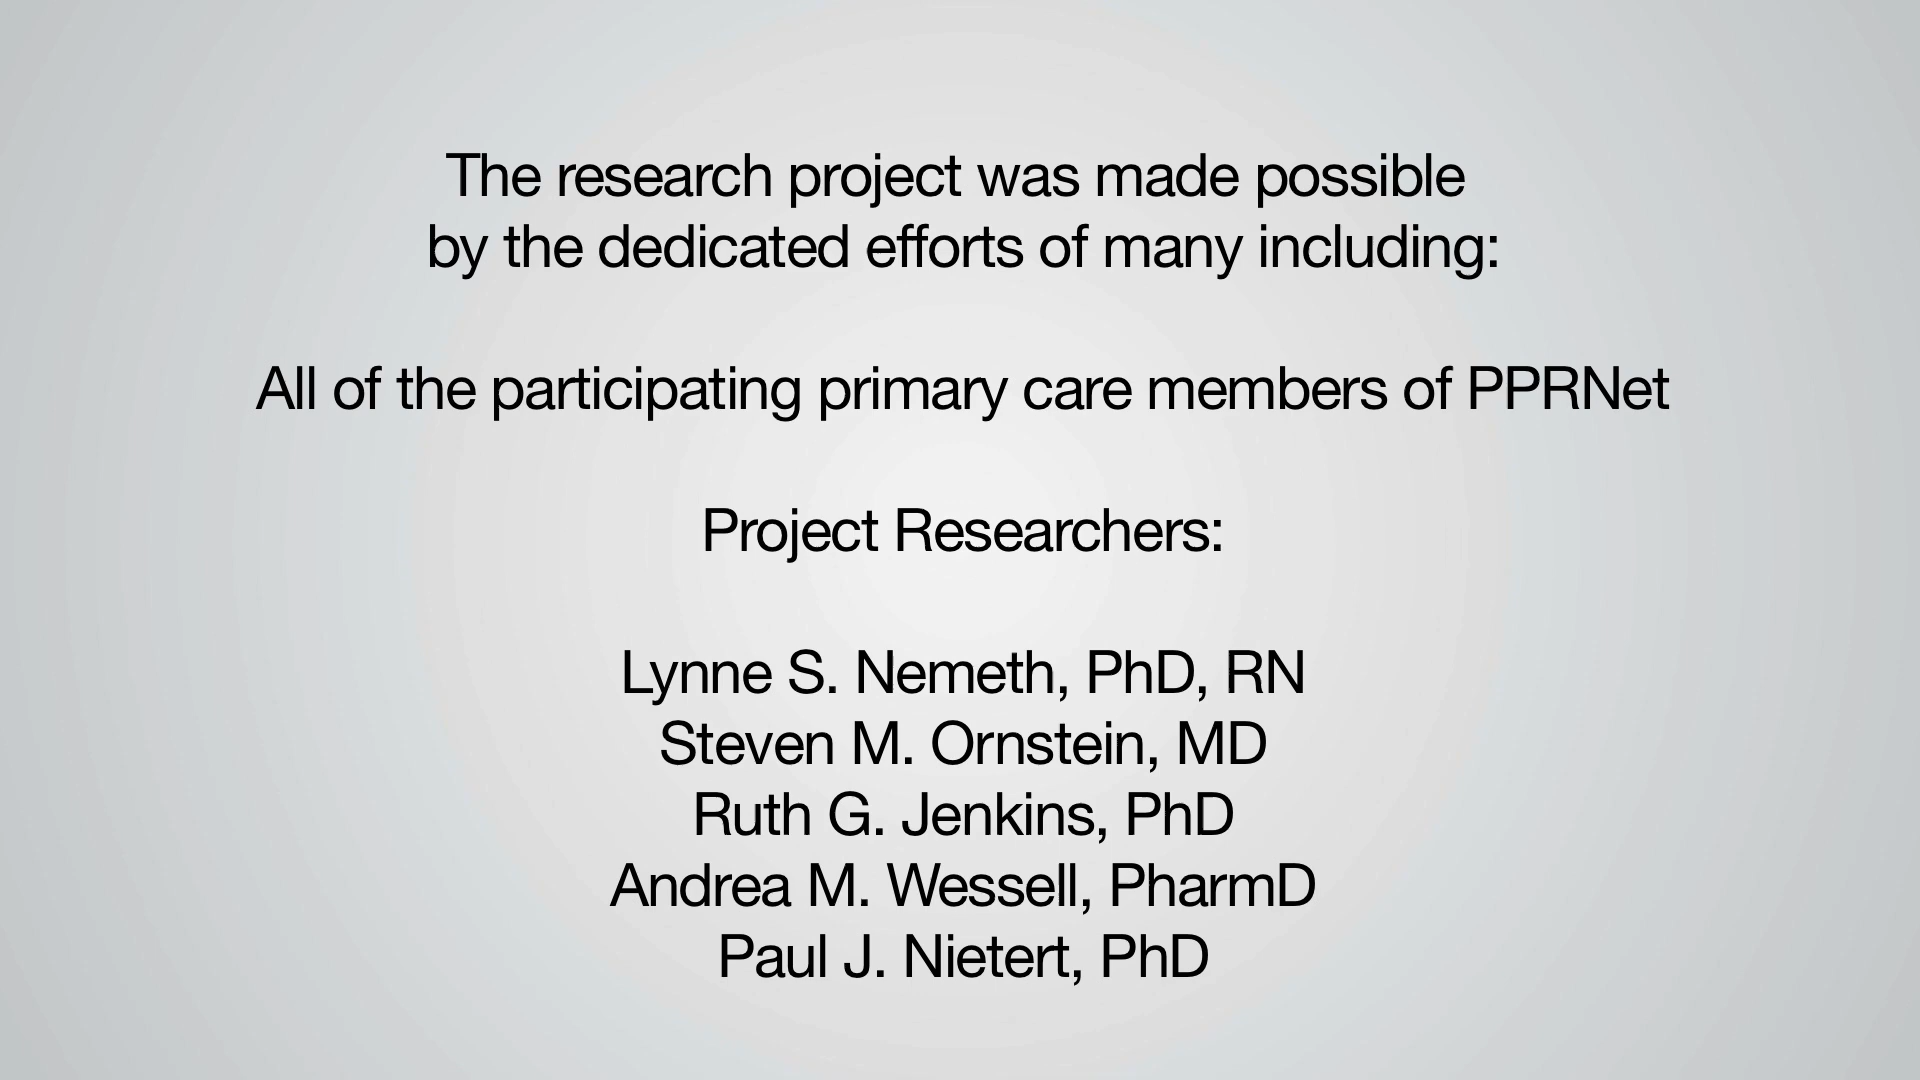 The research project was made possible
by the dedicated efforts of many including:
All of the participating primary care members of PPRNet
Project Researchers:
Lynne S. Nemeth, PhD, RN
Steven M. Ornstein, MD
Ruth G. Jenkins, PhD
Andrea M. Wessell, PharmD
Paul J. Nietert, PhD